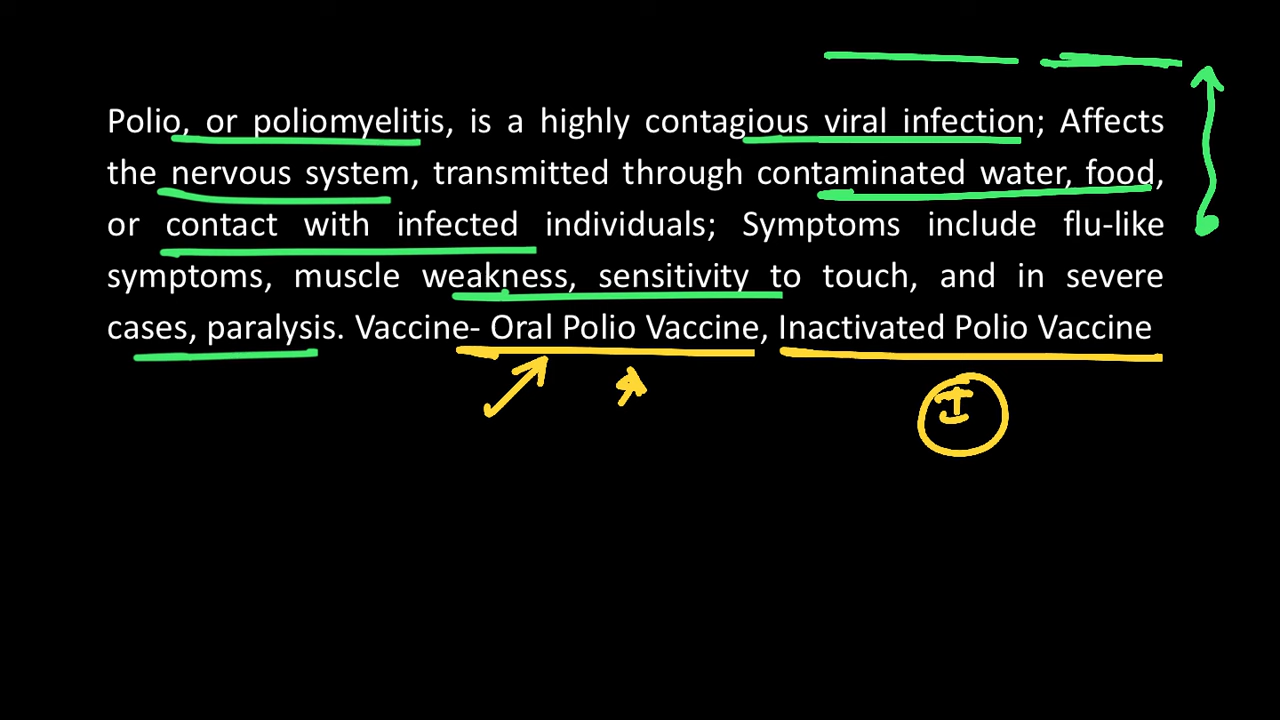 Polio, or poliomyelitis, is a highly contagious viral infection; Affects
the nervous system, transmitted through contaminated water, food,
or contact with infected individuals; Symptoms include flu-like
symptoms, muscle weakness, sensitivity to touch, and in severe
cases, paralysis. Vaccine- Oral Polio Vaccine, Inactivated Polio Vaccine
I